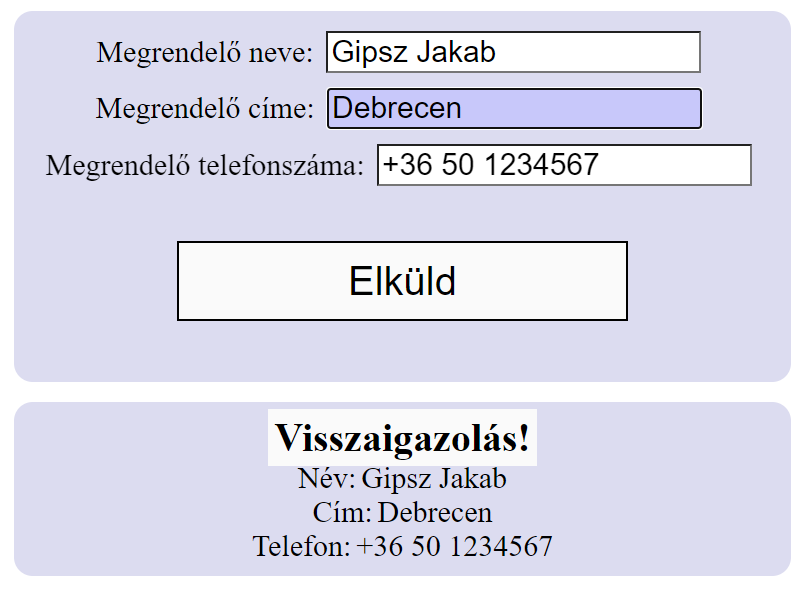 Megrendelő neve: Gipsz Jakab
Megrendelő címe: Debrecen
Megrendelő telefonszáma: +36 50 1234567
Elküld
Visszaigazolás!
Név: Gipsz Jakab
Cím: Debrecen
Telefon: +36 50 1234567